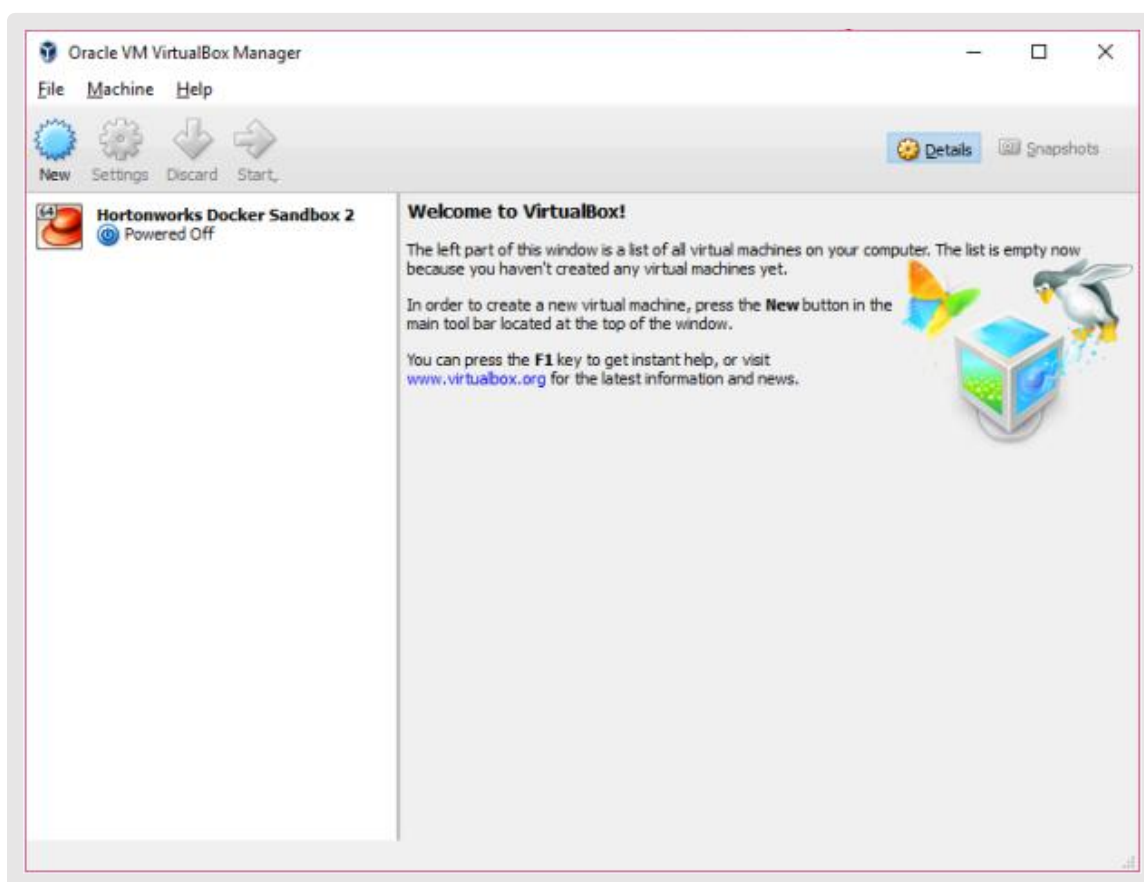 Oracle VM VirtualBox Manager
File Machine Help
New Settings Discard Start
Details Snapshots
64
Hortonworks Docker Sandbox 2
Powered Off
Welcome to VirtualBox!
The left part of this window is a list of all virtual machines on your computer. The list is empty now
because you haven't created any virtual machines yet.
In order to create a new virtual machine, press the New button in the
main tool bar located at the top of the window.
You can press the F1 key to get instant help, or visit
www.virtualbox.org for the latest information and news.